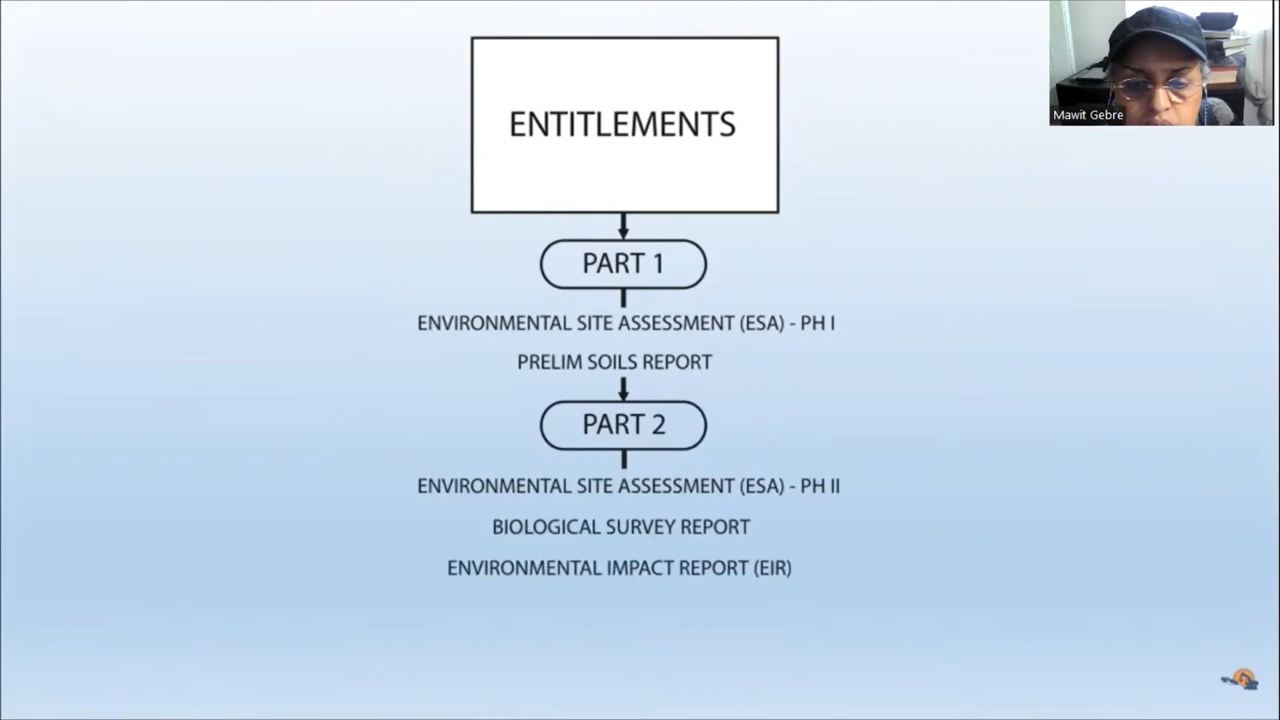 Mawit Gebre
ENTITLEMENTS
PART 1
ENVIRONMENTAL SITE ASSESSMENT (ESA) - PH I
PRELIM SOILS REPORT
PART 2
ENVIRONMENTAL SITE ASSESSMENT (ESA) - PH II
BIOLOGICAL SURVEY REPORT
ENVIRONMENTAL IMPACT REPORT (EIR)